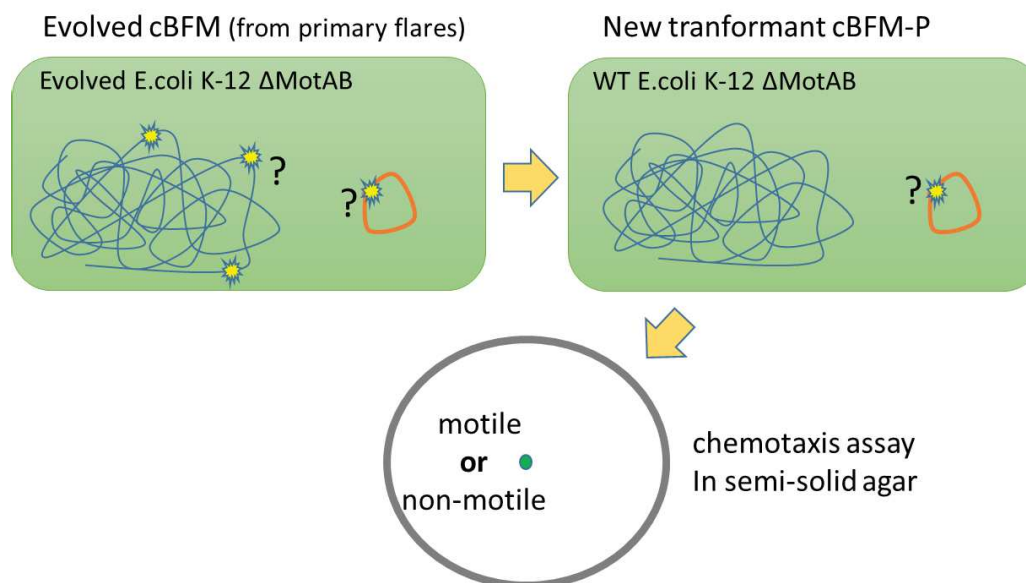 Evolved cBFM (from primary flares)
New tranformant cBFM-P
Evolved E.coli K-12 ΔMotAB
WT E.coli K-12 ΔMotAB
?
?
?
motile
or
non-motile
chemotaxis assay
In semi-solid agar